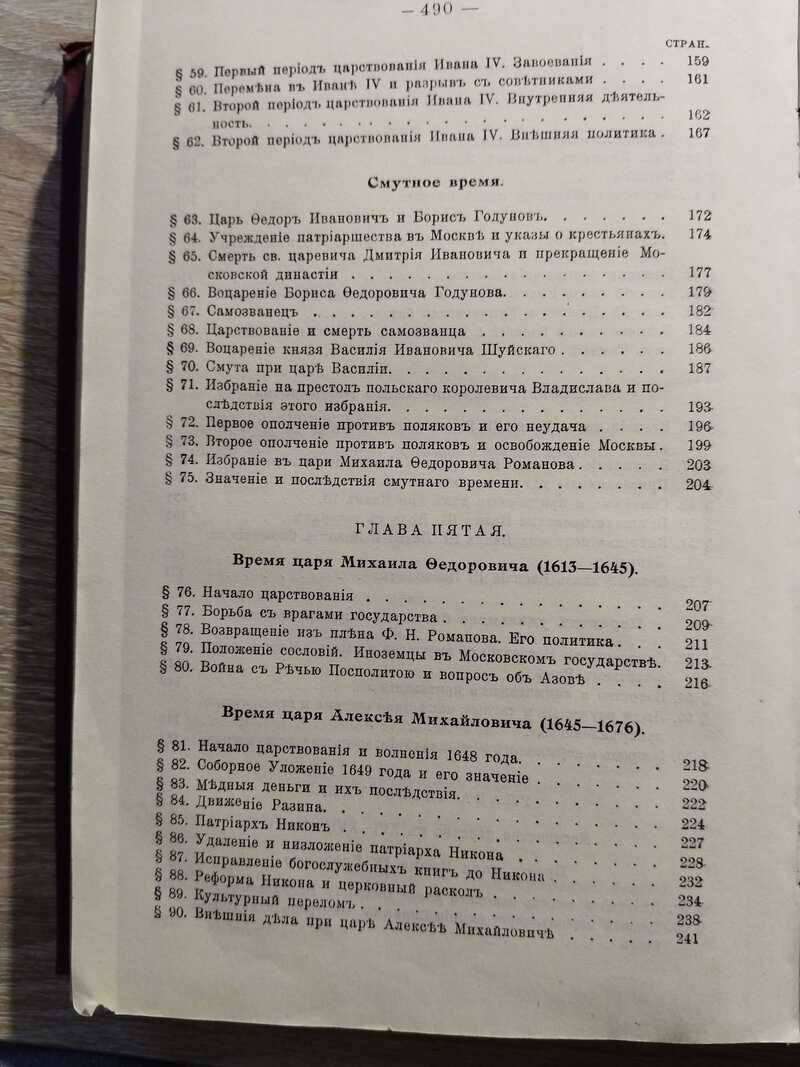 — 490 —
СТРАН.
§ 59. Первый періодъ царствованія Ивана IV. Завоеванія . . . . 159
§ 60. Перемѣна въ Иванѣ IV и разрывъ съ совѣтниками . . . . 161
§ 61. Второй періодъ царствованія Ивана IV. Внутренняя дѣятель-
ность. . . . . . . . . . . . . . . . . . . 162
§ 62. Второй періодъ царствованія Ивана IV. Внѣшняя политика . 167
Смутное время.
§ 63. Царь Ѳедоръ Ивановичъ и Борисъ Годуновъ. . . . . . . 172
§ 64. Учрежденіе патріаршества въ Москвѣ и указы о крестьянахъ. 174
§ 65. Смерть св. царевича Дмитрія Ивановича и прекращеніе Мо-
сковской династіи . . . . . . . . . . . . . . . . 177
§ 66. Воцареніе Бориса Ѳедоровича Годунова. . . . . . . . . 179
§ 67. Самозванецъ . . . . . . . . . . . . . . . . . . 182
§ 68. Царствованіе и смерть самозванца . . . . . . . . . . 184
§ 69. Воцареніе князя Василія Ивановича Шуйскаго . . . . . . 186
§ 70. Смута при царѣ Василіи. . . . . . . . . . . . . . 187
§ 71. Избраніе на престолъ польскаго королевича Владислава и по-
слѣдствія этого избранія. . . . . . . . . . . . . . . 193
§ 72. Первое ополченіе противъ поляковъ и его неудача . . . . 196
§ 73. Второе ополченіе противъ поляковъ и освобожденіе Москвы . 199
§ 74. Избраніе въ цари Михаила Ѳедоровича Романова . . . . . 203
§ 75. Значеніе и послѣдствія смутнаго времени. . . . . . . . 204
ГЛАВА ПЯТАЯ.
Время царя Михаила Ѳедоровича (1613—1645).
§ 76. Начало царствованія . . . . . . . . . . . . . . . 207
§ 77. Борьба съ врагами государства . . . . . . . . . . . 209
§ 78. Возвращеніе изъ плѣна Ф. Н. Романова. Его политика. . . 211
§ 79. Положеніе сословій. Иноземцы въ Московскомъ государствѣ. 213
§ 80. Война съ Рѣчью Посполитою и вопросъ объ Азовѣ . . . . 216
Время царя Алексѣя Михайловича (1645—1676).
§ 81. Начало царствованія и волненія 1648 года. . . . . . . 218
§ 82. Соборное Уложеніе 1649 года и его значеніе . . . . . . 220
§ 83. Мѣдныя деньги и ихъ послѣдствія. . . . . . . . . . 222
§ 84. Движеніе Разина. . . . . . . . . . . . . . . . . 224
§ 85. Патріархъ Никонъ . . . . . . . . . . . . . . . . 227
§ 86. Удаленіе и низложеніе патріарха Никона . . . . . . . 228
§ 87. Исправленіе богослужебныхъ книгъ до Никона . . . . . . 232
§ 88. Реформа Никона и церковный расколъ . . . . . . . . 234
§ 89. Культурный переломъ . . . . . . . . . . . . . . . 238
§ 90. Внѣшнія дѣла при царѣ Алексѣѣ Михайловичѣ . . . . . 241